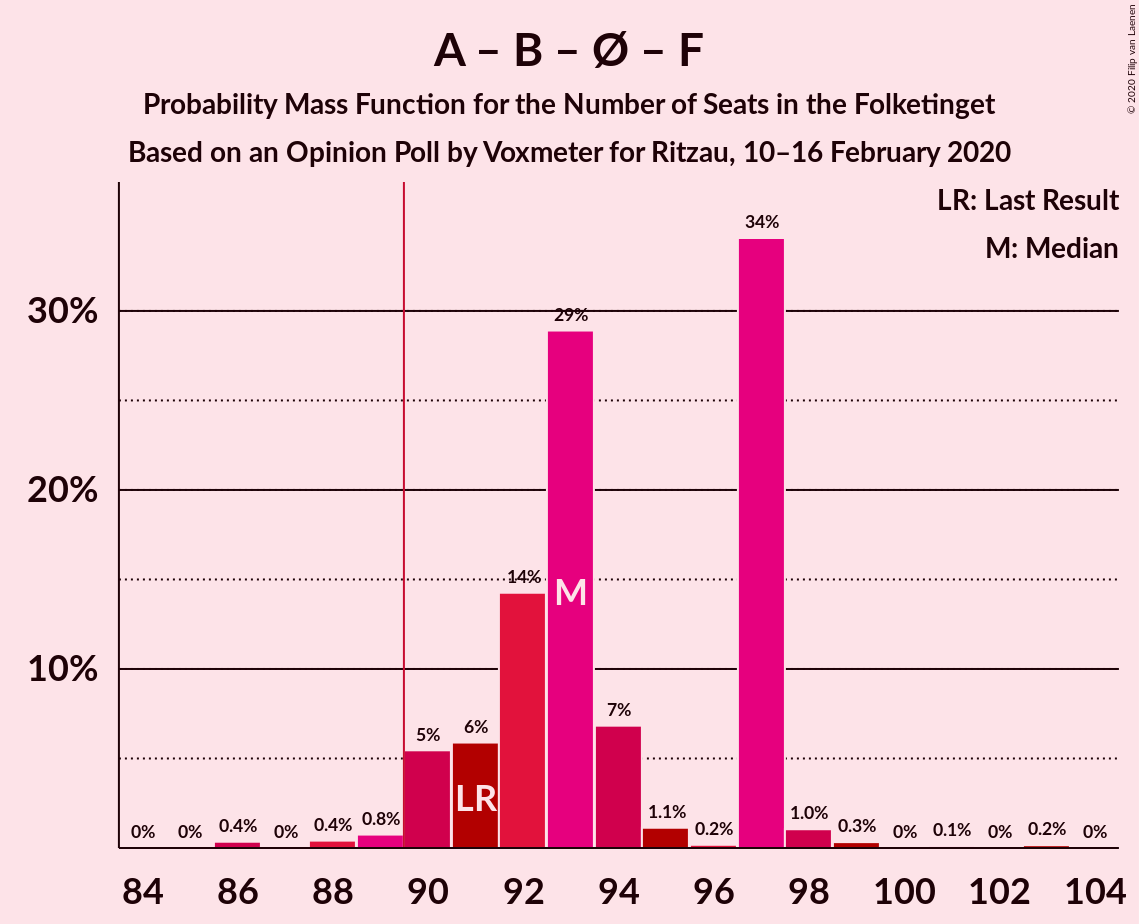 A – B – Ø – F
Probability Mass Function for the Number of Seats in the Folketinget
Based on an Opinion Poll by Voxmeter for Ritzau, 10–16 February 2020
© 2020 Filip van Laenen
LR: Last Result
M: Median
30%
20%
10%
0%
0%
0.4%
0%
0.4%
0.8%
5%
6%
14%
29%
7%
1.1%
0.2%
34%
1.0%
0.3%
0%
0.1%
0%
0.2%
0%
LR
M
84 86 88 90 92 94 96 98 100 102 104